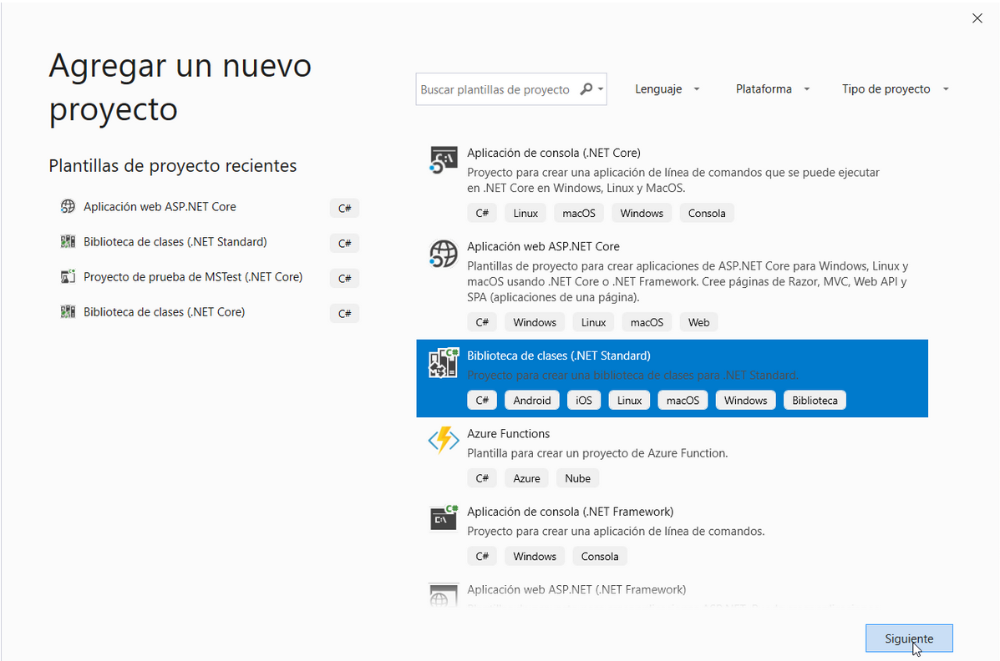 Agregar un nuevo
proyecto
Plantillas de proyecto recientes
Aplicación web ASP.NET Core C#
Biblioteca de clases (.NET Standard) C#
Proyecto de prueba de MSTest (.NET Core) C#
Biblioteca de clases (.NET Core) C#
Buscar plantillas de proyecto Lenguaje Plataforma Tipo de proyecto
Aplicación de consola (.NET Core)
Proyecto para crear una aplicación de línea de comandos que se puede ejecutar
en .NET Core en Windows, Linux y MacOS.
C# Linux macOS Windows Consola
Aplicación web ASP.NET Core
Plantillas de proyecto para crear aplicaciones de ASP.NET Core para Windows, Linux y
macOS usando .NET Core o .NET Framework. Cree páginas de Razor, MVC, Web API y
SPA (aplicaciones de una página).
C# Windows Linux macOS Web
Biblioteca de clases (.NET Standard)
Proyecto para crear una biblioteca de clases para .NET Standard.
C# Android iOS Linux macOS Windows Biblioteca
Azure Functions
Plantilla para crear un proyecto de Azure Function.
C# Azure Nube
Aplicación de consola (.NET Framework)
Proyecto para crear una aplicación de línea de comandos.
C# Windows Consola
Aplicación web ASP.NET (.NET Framework)
Siguiente